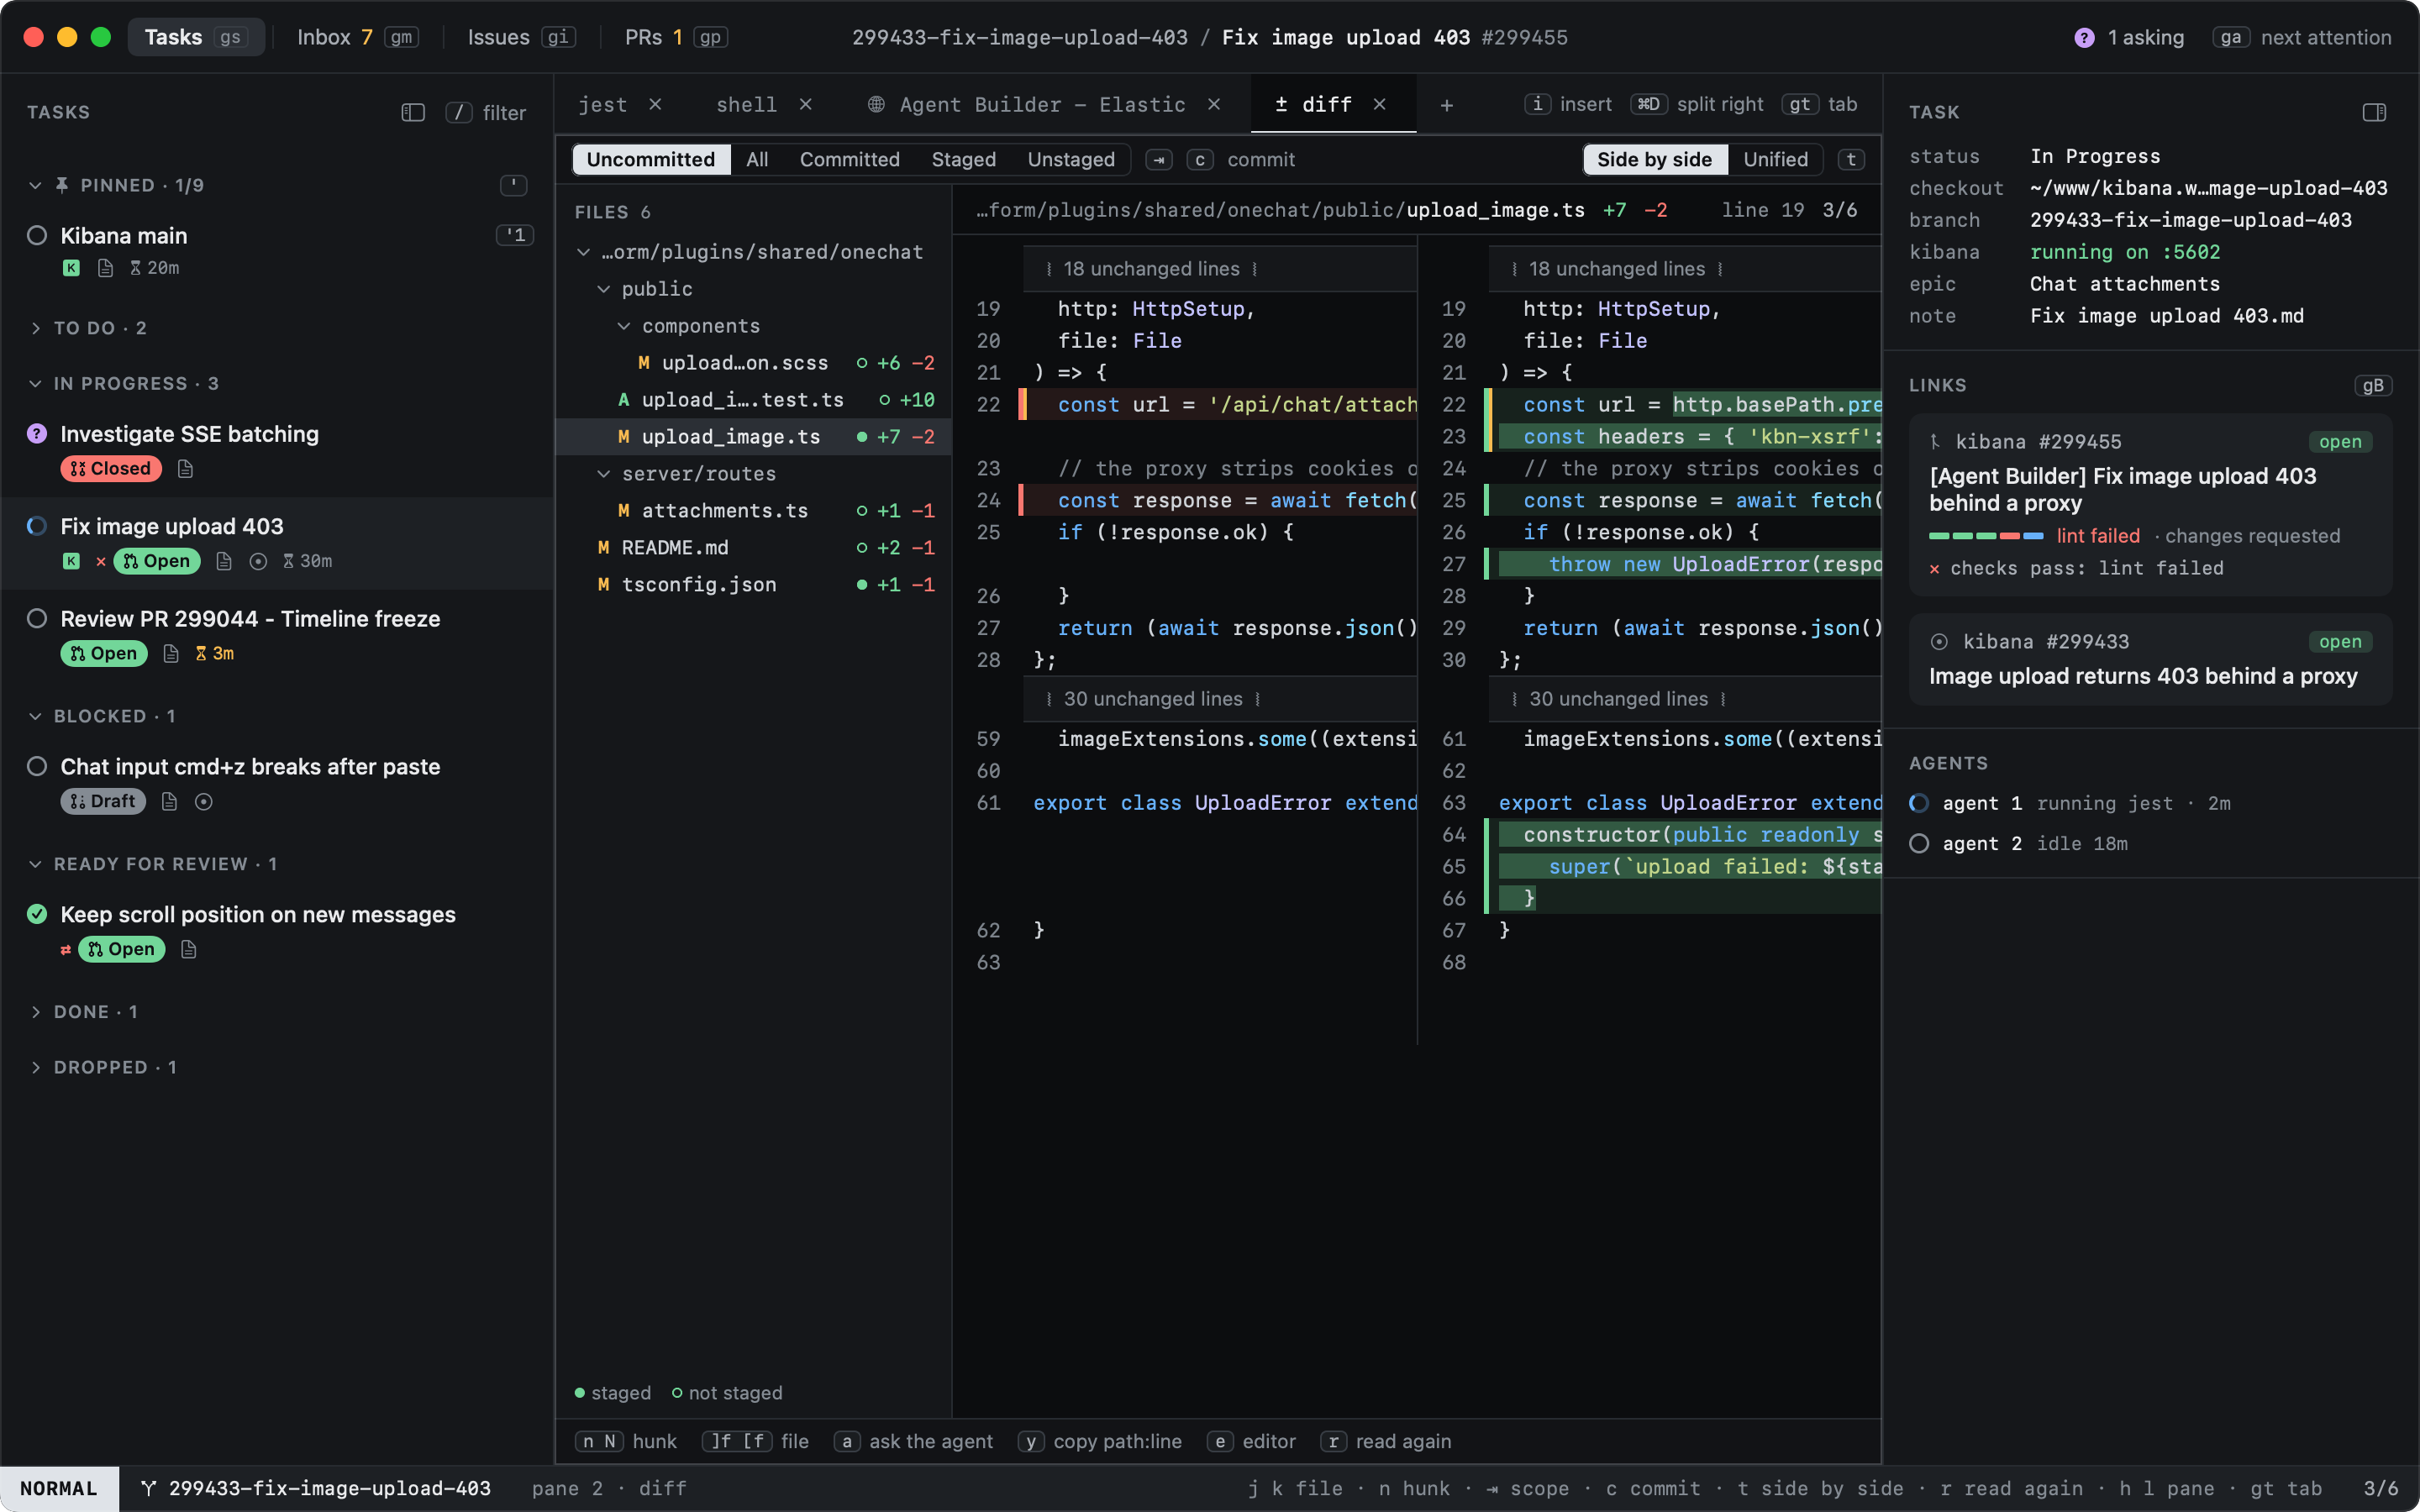 Tasks gs Inbox 7 gm Issues gi PRs 1 gp 299433-fix-image-upload-403 / Fix image upload 403 #299455 ? 1 asking ga next attention
TASKS / filter
PINNED · 1/9 '
Kibana main '1
K 20m
TO DO · 2
IN PROGRESS · 3
? Investigate SSE batching
Closed
Fix image upload 403
K × Open 30m
Review PR 299044 - Timeline freeze
Open 3m
BLOCKED · 1
Chat input cmd+z breaks after paste
Draft
READY FOR REVIEW · 1
Keep scroll position on new messages
Open
DONE · 1
DROPPED · 1
jest × shell × Agent Builder – Elastic × ± diff × + i insert ⌘D split right gt tab
Uncommitted All Committed Staged Unstaged ⇥ c commit Side by side Unified t
FILES 6
…orm/plugins/shared/onechat
public
components
M upload…on.scss +6 −2
A upload_i….test.ts +10
M upload_image.ts +7 −2
server/routes
M attachments.ts +1 −1
M README.md +2 −1
M tsconfig.json +1 −1
staged not staged
…form/plugins/shared/onechat/public/upload_image.ts +7 −2 line 19 3/6
18 unchanged lines
19 http: HttpSetup,
20 file: File
21 ) => {
22 const url = '/api/chat/attach
23 // the proxy strips cookies o
24 const response = await fetch(
25 if (!response.ok) {
26 }
27 return (await response.json()
28 };
30 unchanged lines
59 imageExtensions.some((extensi
60
61 export class UploadError extend
62 }
63
18 unchanged lines
19 http: HttpSetup,
20 file: File
21 ) => {
22 const url = http.basePath.pre
23 const headers = { 'kbn-xsrf':
24 // the proxy strips cookies o
25 const response = await fetch(
26 if (!response.ok) {
27 throw new UploadError(respo
28 }
29 return (await response.json()
30 };
30 unchanged lines
61 imageExtensions.some((extensi
62
63 export class UploadError extend
64 constructor(public readonly s
65 super(`upload failed: ${sta
66 }
67 }
68
n N hunk ]f [f file a ask the agent y copy path:line e editor r read again
TASK
status In Progress
checkout ~/www/kibana.w…mage-upload-403
branch 299433-fix-image-upload-403
kibana running on :5602
epic Chat attachments
note Fix image upload 403.md
LINKS gB
kibana #299455 open
[Agent Builder] Fix image upload 403
behind a proxy
lint failed · changes requested
× checks pass: lint failed
kibana #299433 open
Image upload returns 403 behind a proxy
AGENTS
agent 1 running jest · 2m
agent 2 idle 18m
NORMAL 299433-fix-image-upload-403 pane 2 · diff j k file · n hunk · ⇥ scope · c commit · t side by side · r read again · h l pane · gt tab 3/6